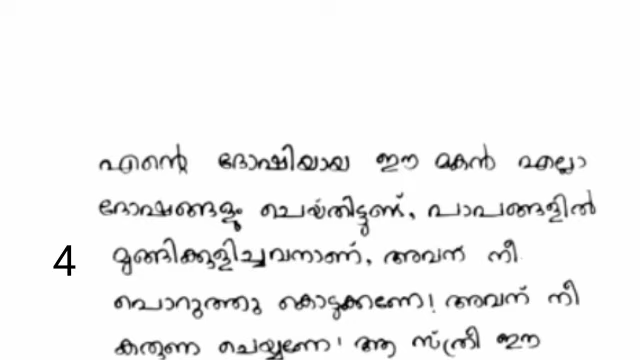 എന്റെ ദോഷിയായ ഈ മകൻ എല്ലാ
ദോഷങ്ങളും ചെയ്തിട്ടുണ്ട്, പാപങ്ങളിൽ
4 മുങ്ങിക്കുളിച്ചവനാണ്, അവന് നീ
പൊറുത്തു കൊടുക്കണേ! അവന് നീ
കരുണ ചെയ്യണേ! ആ സ്ത്രീ ഈ